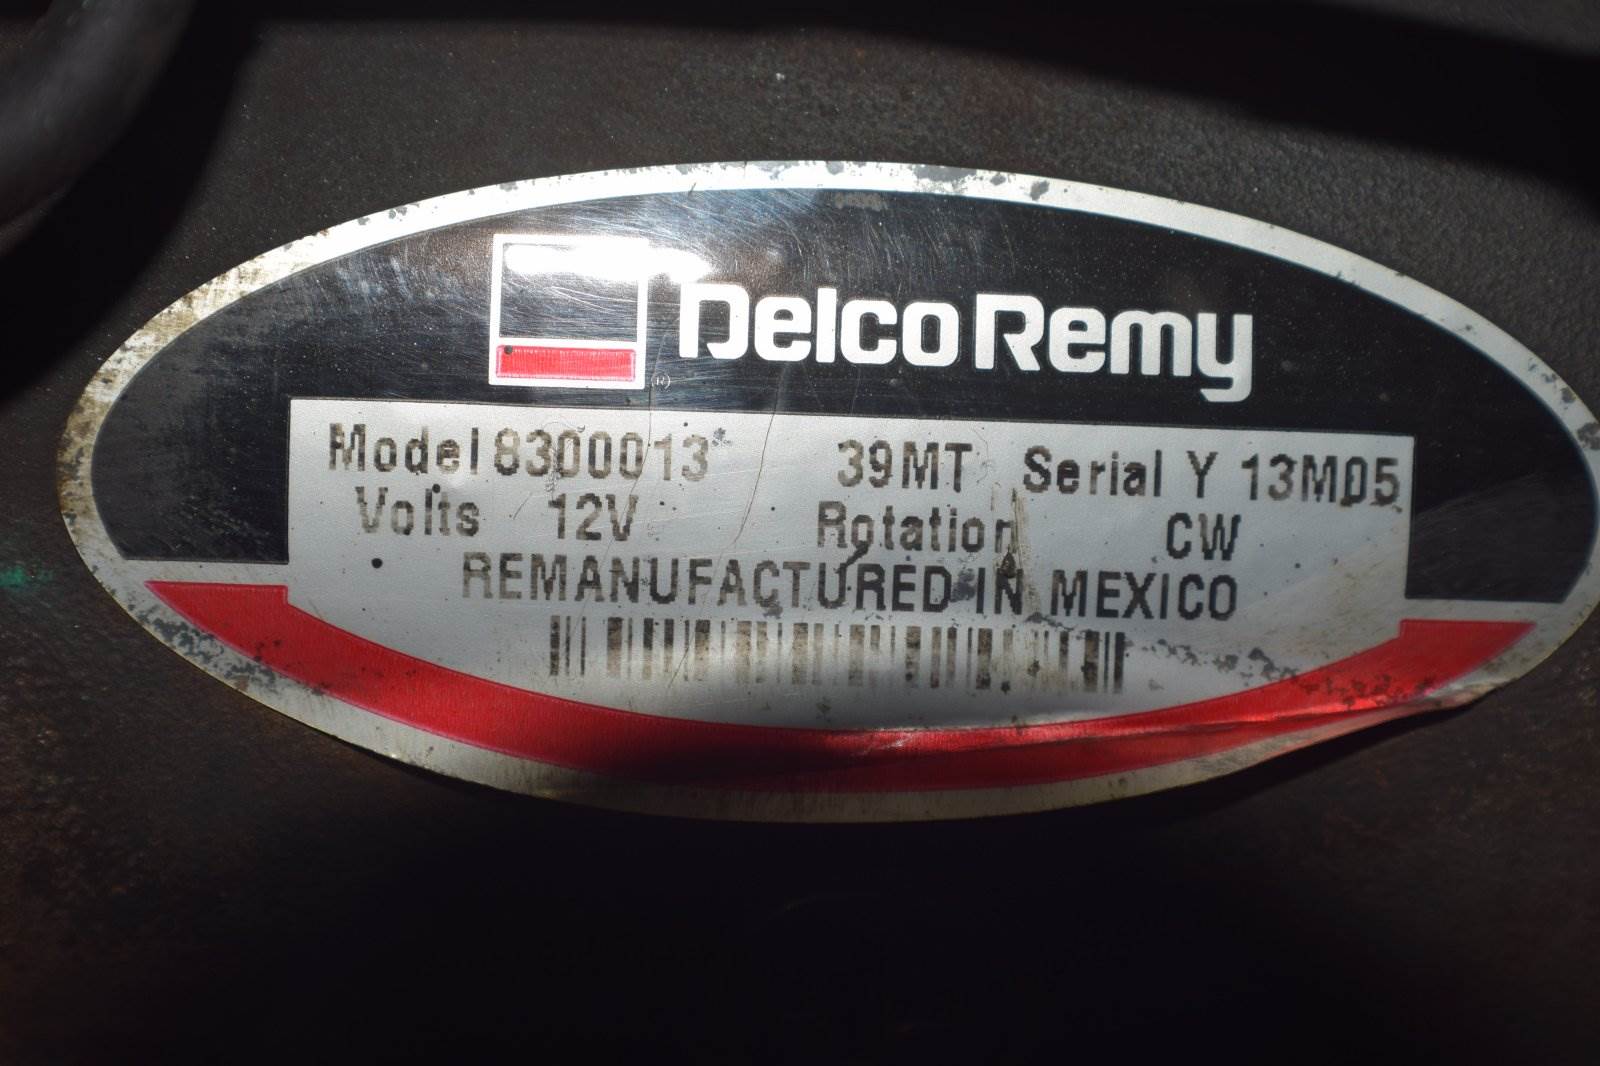 Delco Remy
®
Model 8300013 39MT Serial Y 13M05
Volts 12V Rotation CW
REMANUFACTURED IN MEXICO